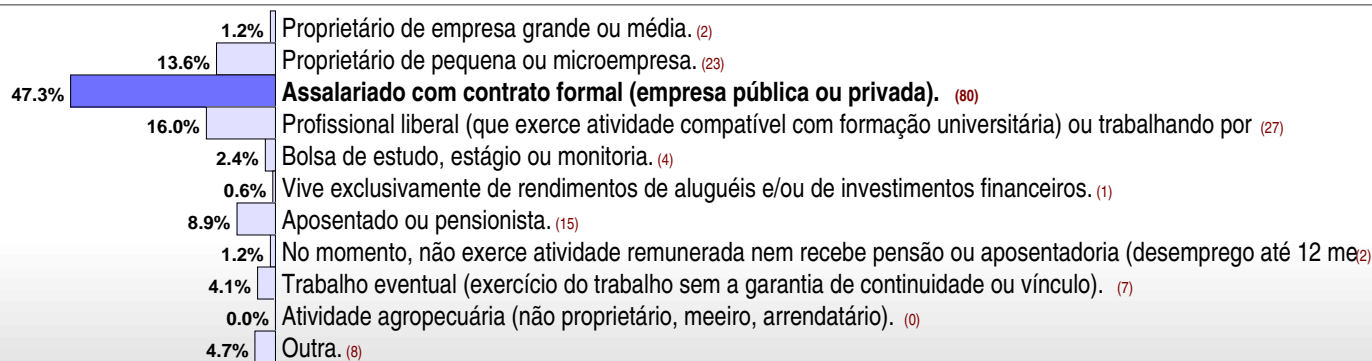 1.2% Proprietário de empresa grande ou média. (2)
13.6% Proprietário de pequena ou microempresa. (23)
47.3% Assalariado com contrato formal (empresa pública ou privada). (80)
16.0% Profissional liberal (que exerce atividade compatível com formação universitária) ou trabalhando por (27)
2.4% Bolsa de estudo, estágio ou monitoria. (4)
0.6% Vive exclusivamente de rendimentos de aluguéis e/ou de investimentos financeiros. (1)
8.9% Aposentado ou pensionista. (15)
1.2% No momento, não exerce atividade remunerada nem recebe pensão ou aposentadoria (desemprego até 12 me (2)
4.1% Trabalho eventual (exercício do trabalho sem a garantia de continuidade ou vínculo). (7)
0.0% Atividade agropecuária (não proprietário, meeiro, arrendatário). (0)
4.7% Outra. (8)